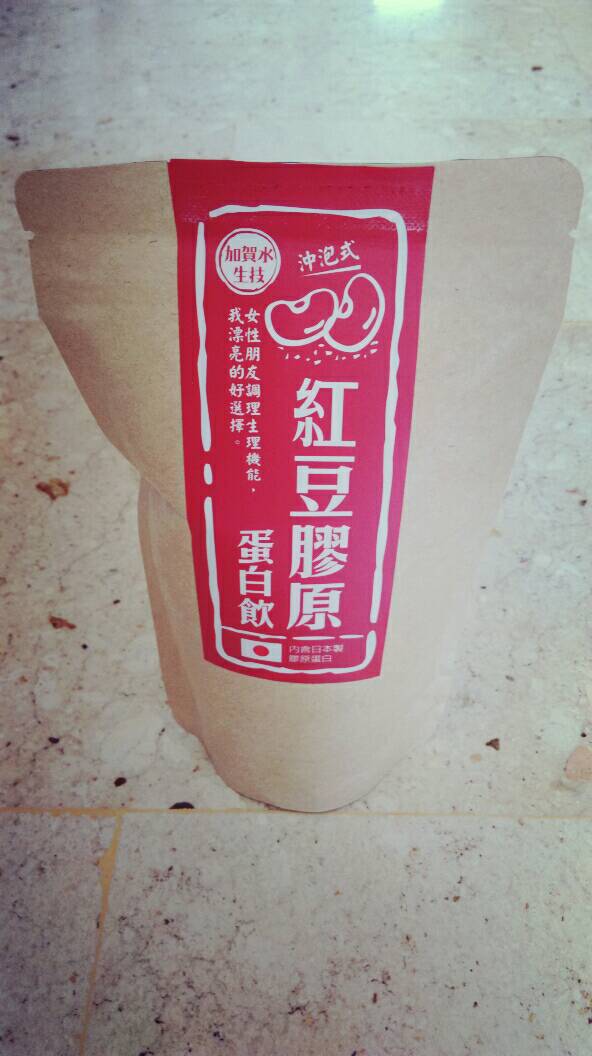 加賀水
生技
沖泡式
紅豆膠原
蛋白飲
女性朋友調理生理機能，
我漂亮的好選擇。
內含日本製
膠原蛋白